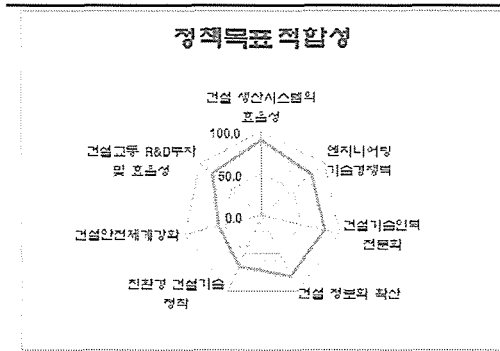 정책목표적합성
건설 생산시스템의
효율성
100.0
엔지니어링
기술경쟁력
건설교통 R&D투자
및 효율성
50.0
건설기술인력
전문화
0.0
건설안전체계강화
친환경 건설기술
정착
건설 정보화 확산